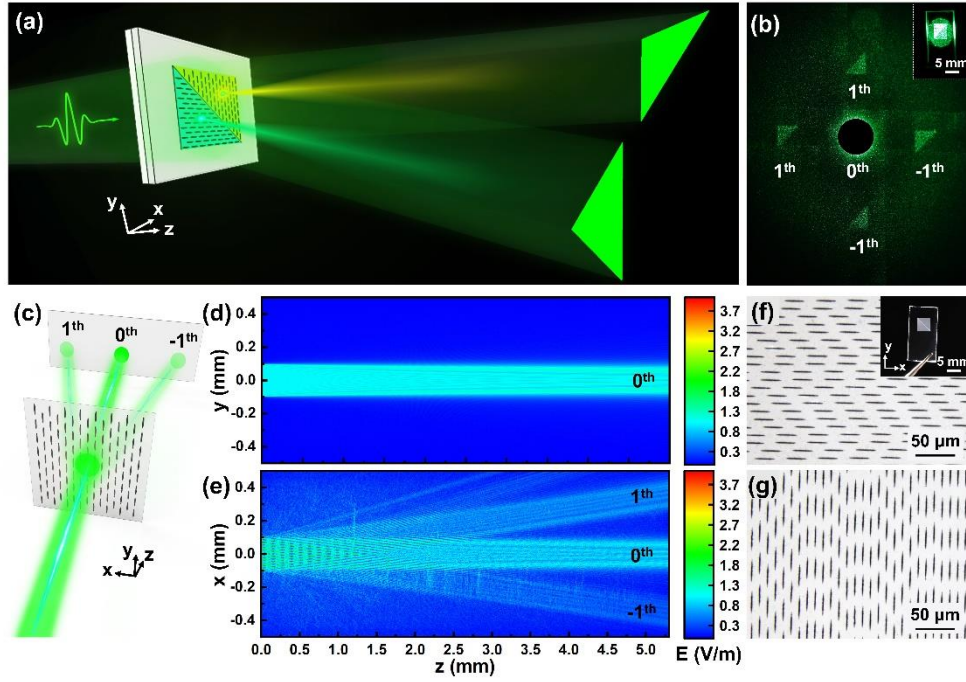 (a)
y
x
z
(b)
5 mm
1th
1th
0th
-1th
-1th
(c)
1th
0th
-1th
y
z
x
(d)
0.4
0.2
0.0
-0.2
-0.4
y (mm)
0th
3.7
3.2
2.7
2.2
1.8
1.3
0.8
0.3
(e)
0.4
0.2
0.0
-0.2
-0.4
x (mm)
1th
0th
-1th
3.7
3.2
2.7
2.2
1.8
1.3
0.8
0.3
0.0 0.5 1.0 1.5 2.0 2.5 3.0 3.5 4.0 4.5 5.0
z (mm)
E (V/m)
(f)
y
x
5 mm
50 µm
(g)
50 µm